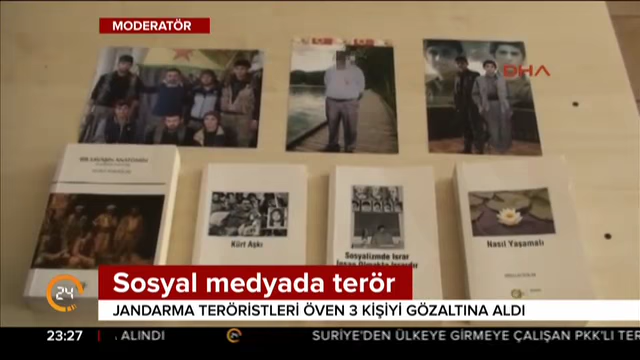 MODERATÖR
DHA
Kürt Aşkı
Sosyalizmde Israr
İnsan Olmakta Isrardır
Nasıl Yaşamalı
24
Sosyal medyada terör
JANDARMA TERÖRİSTLERİ ÖVEN 3 KİŞİYİ GÖZALTINA ALDI
23:27 ALINDI SURİYE'DEN ÜLKEYE GİRMEYE ÇALIŞAN PKK'LI TER